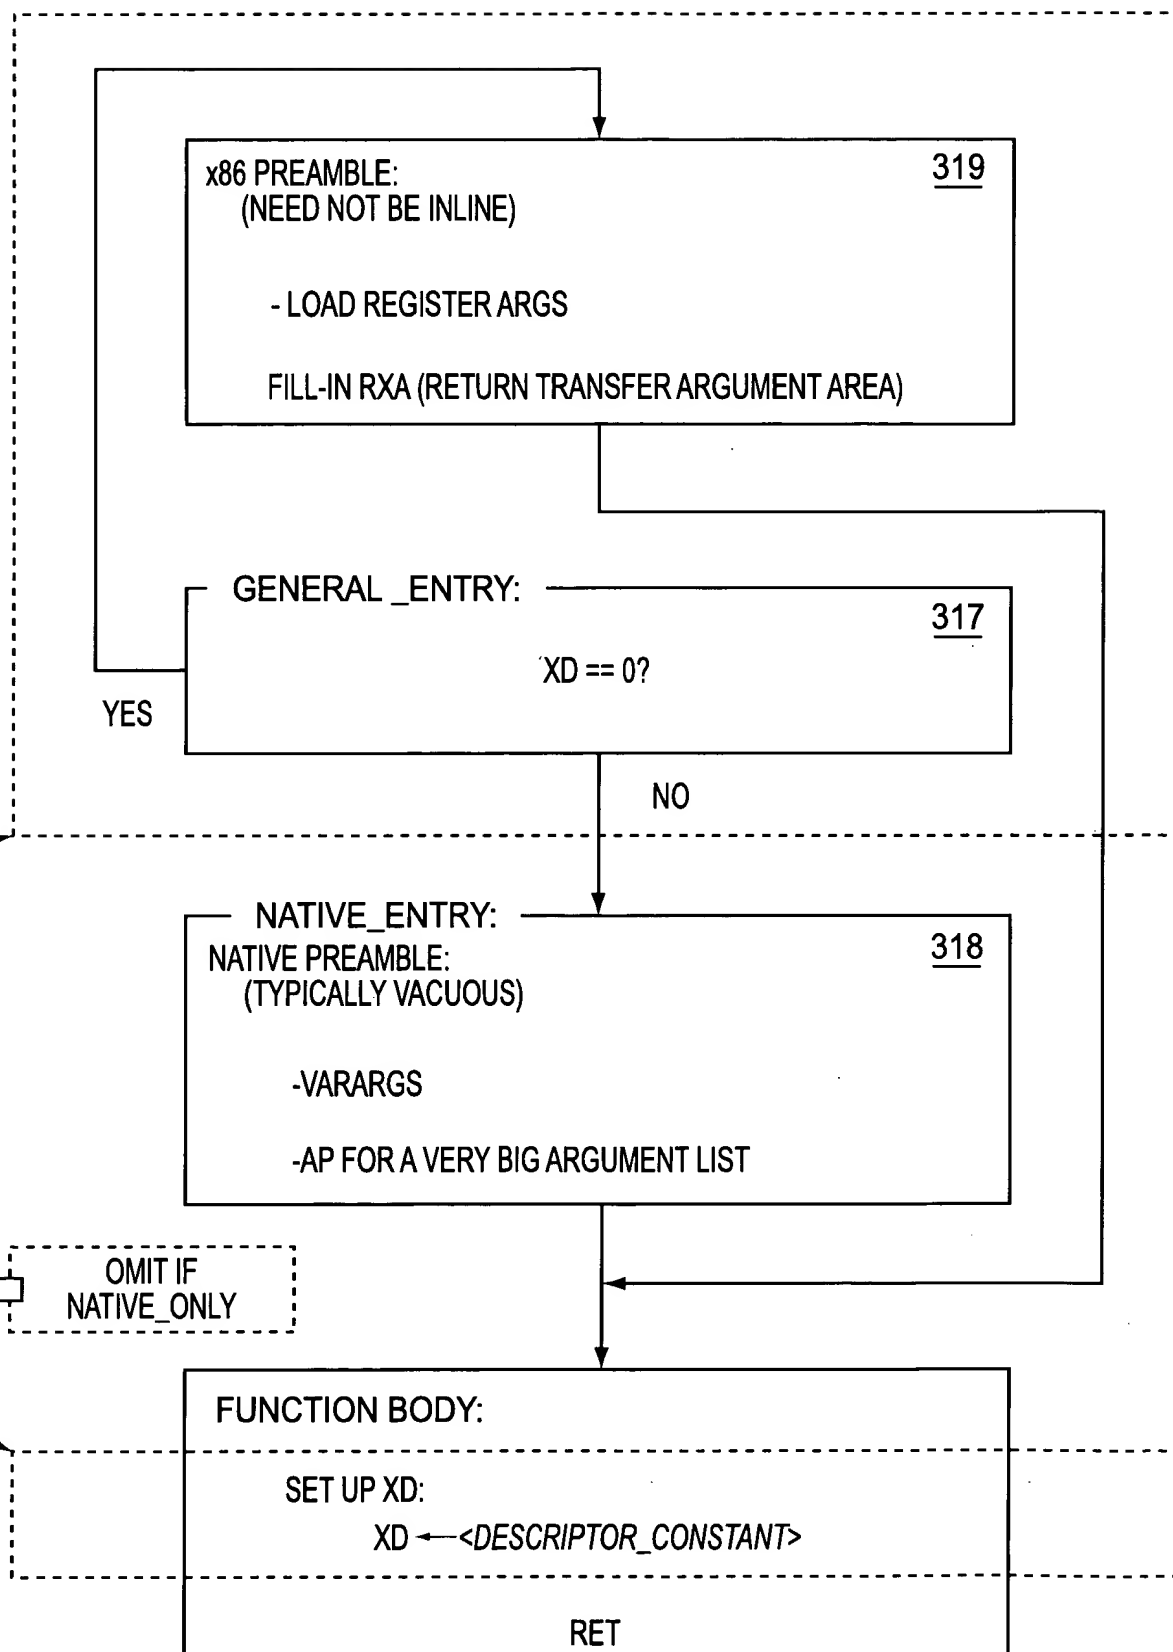 x86 PREAMBLE:
319
(NEED NOT BE INLINE)
- LOAD REGISTER ARGS
FILL-IN RXA (RETURN TRANSFER ARGUMENT AREA)
GENERAL _ENTRY:
317
XD == 0?
YES
NO
NATIVE_ENTRY:
NATIVE PREAMBLE:
318
(TYPICALLY VACUOUS)
-VARARGS
-AP FOR A VERY BIG ARGUMENT LIST
OMIT IF
NATIVE_ONLY
FUNCTION BODY:
SET UP XD:
XD ←<DESCRIPTOR_CONSTANT>
RET